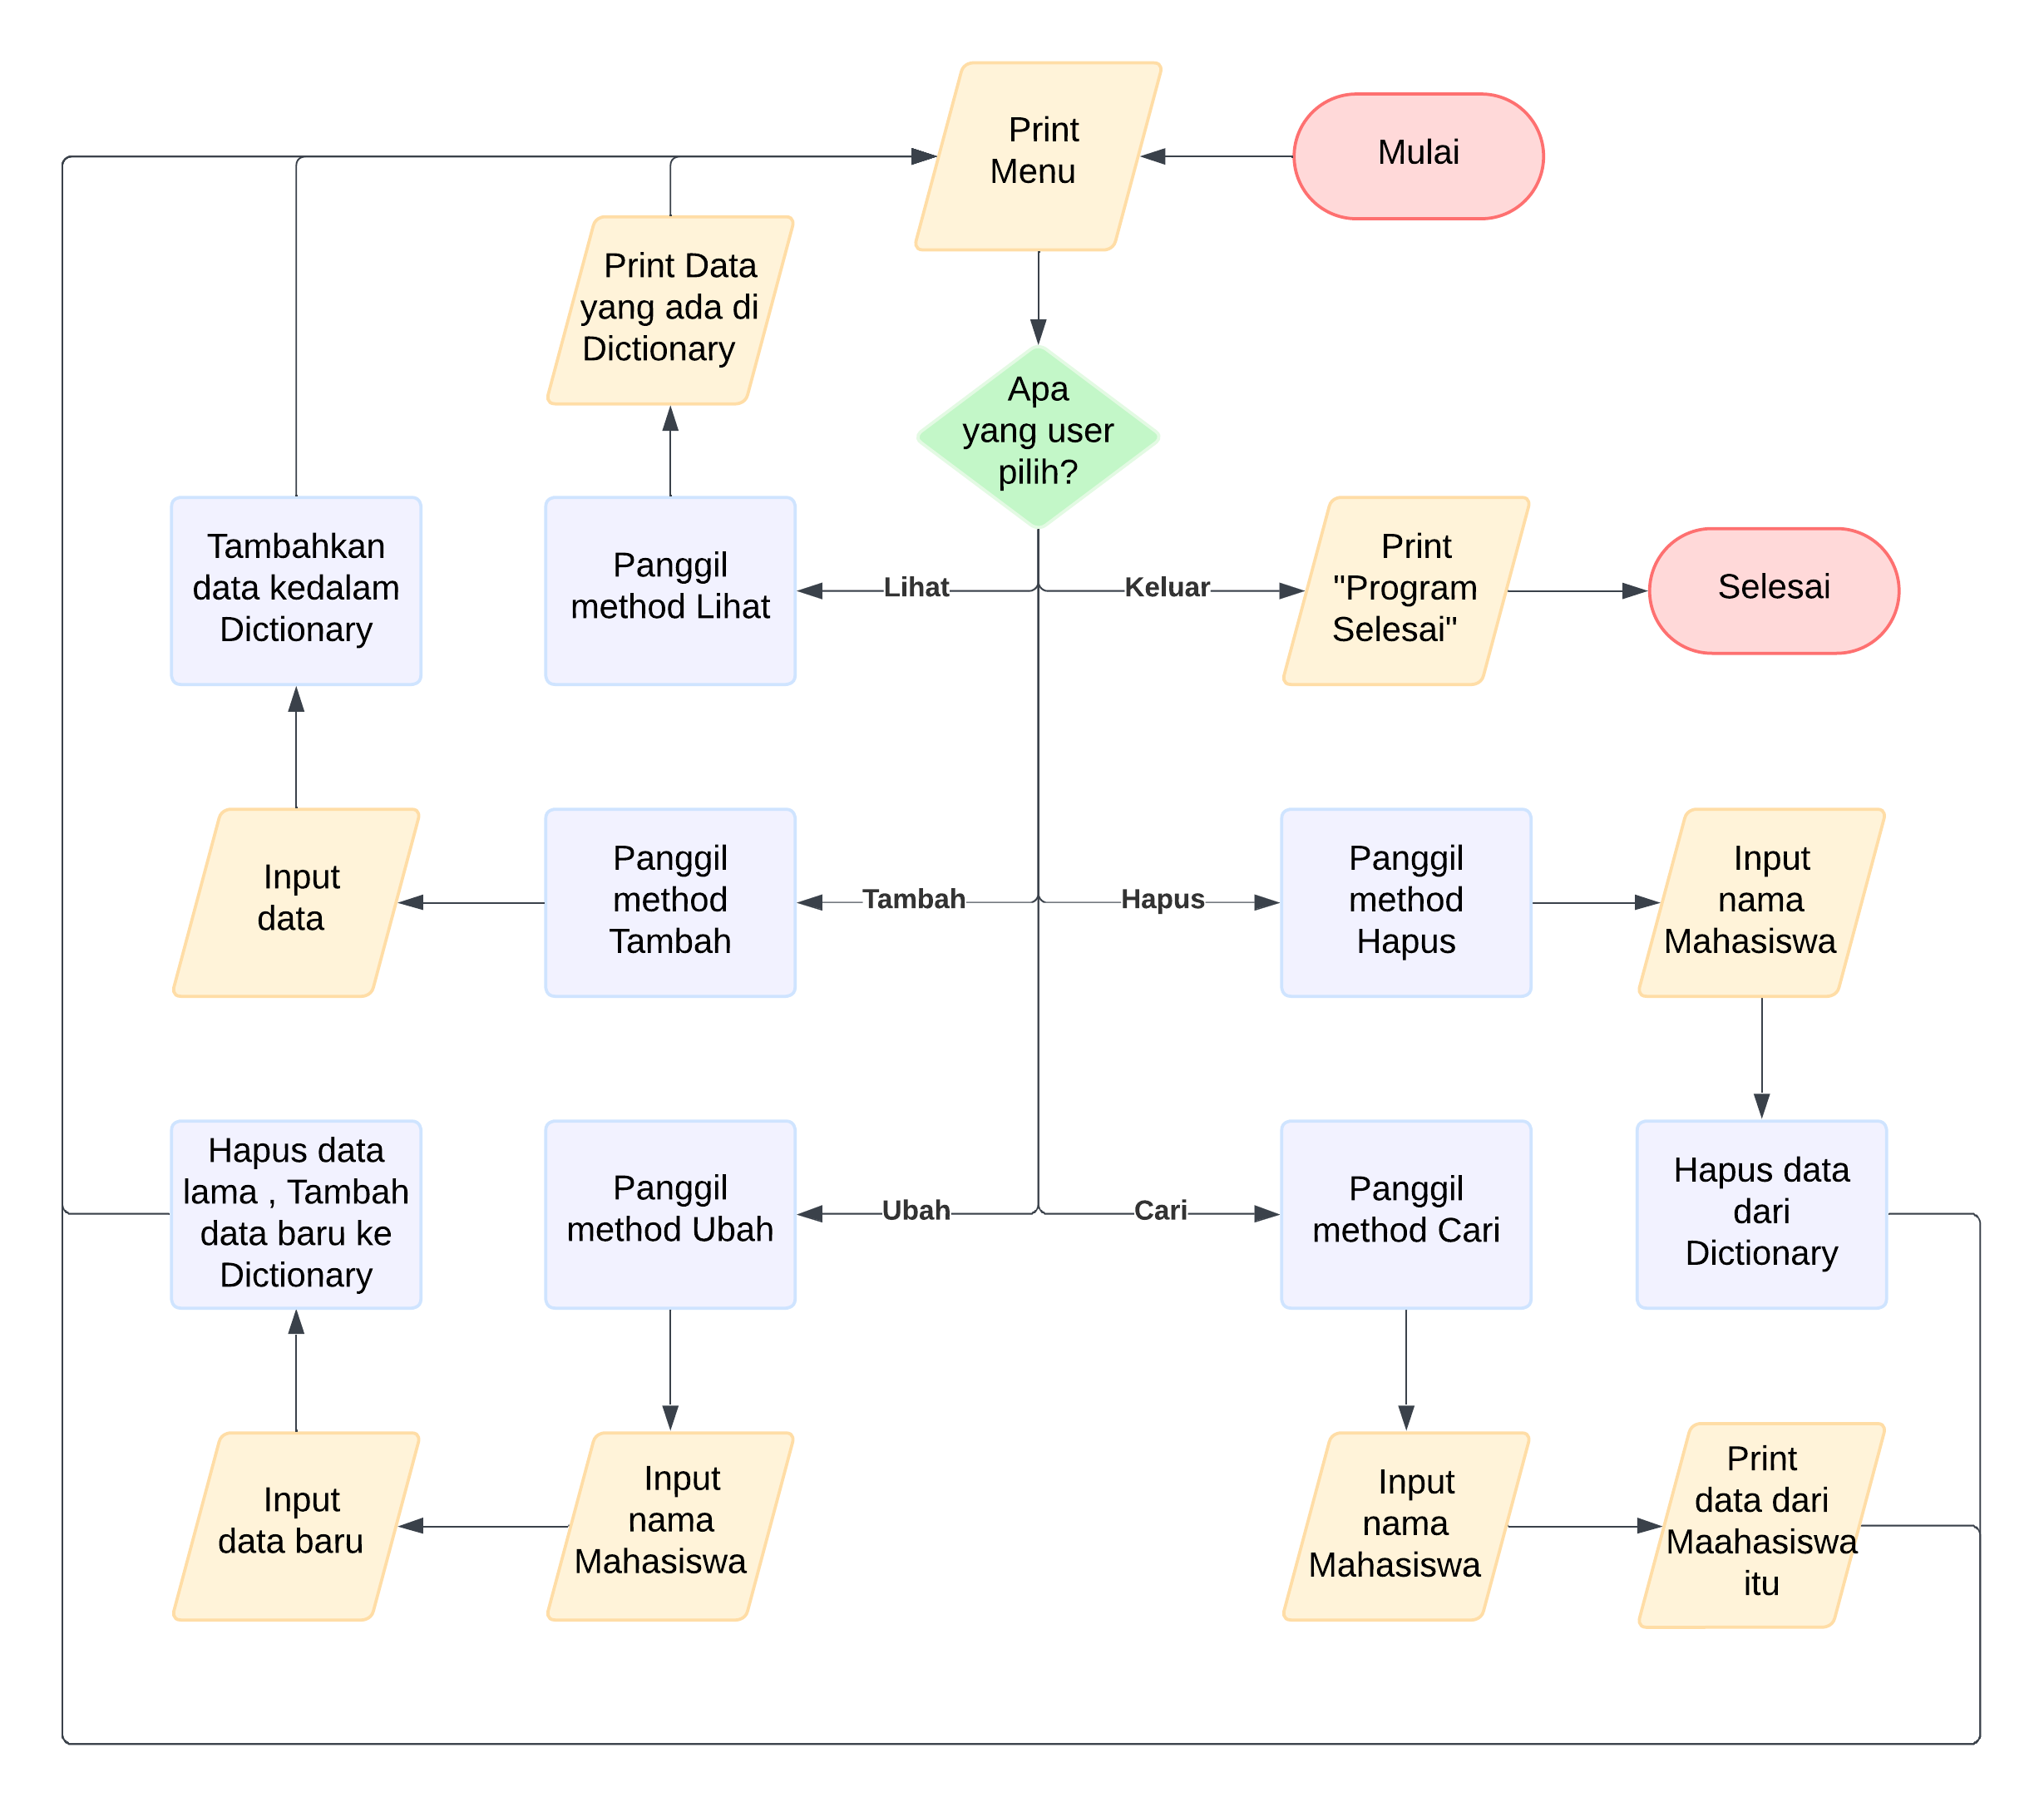 Print
Menu
Mulai
Print Data
yang ada di
Dictionary
Apa
yang user
pilih?
Tambahkan
data kedalam
Dictionary
Panggil
method Lihat
Lihat
Keluar
Print
"Program
Selesai"
Selesai
Input
data
Panggil
method
Tambah
Tambah
Hapus
Panggil
method
Hapus
Input
nama
Mahasiswa
Hapus data
lama , Tambah
data baru ke
Dictionary
Panggil
method Ubah
Ubah
Cari
Panggil
method Cari
Hapus data
dari
Dictionary
Input
data baru
Input
nama
Mahasiswa
Input
nama
Mahasiswa
Print
data dari
Maahasiswa
itu